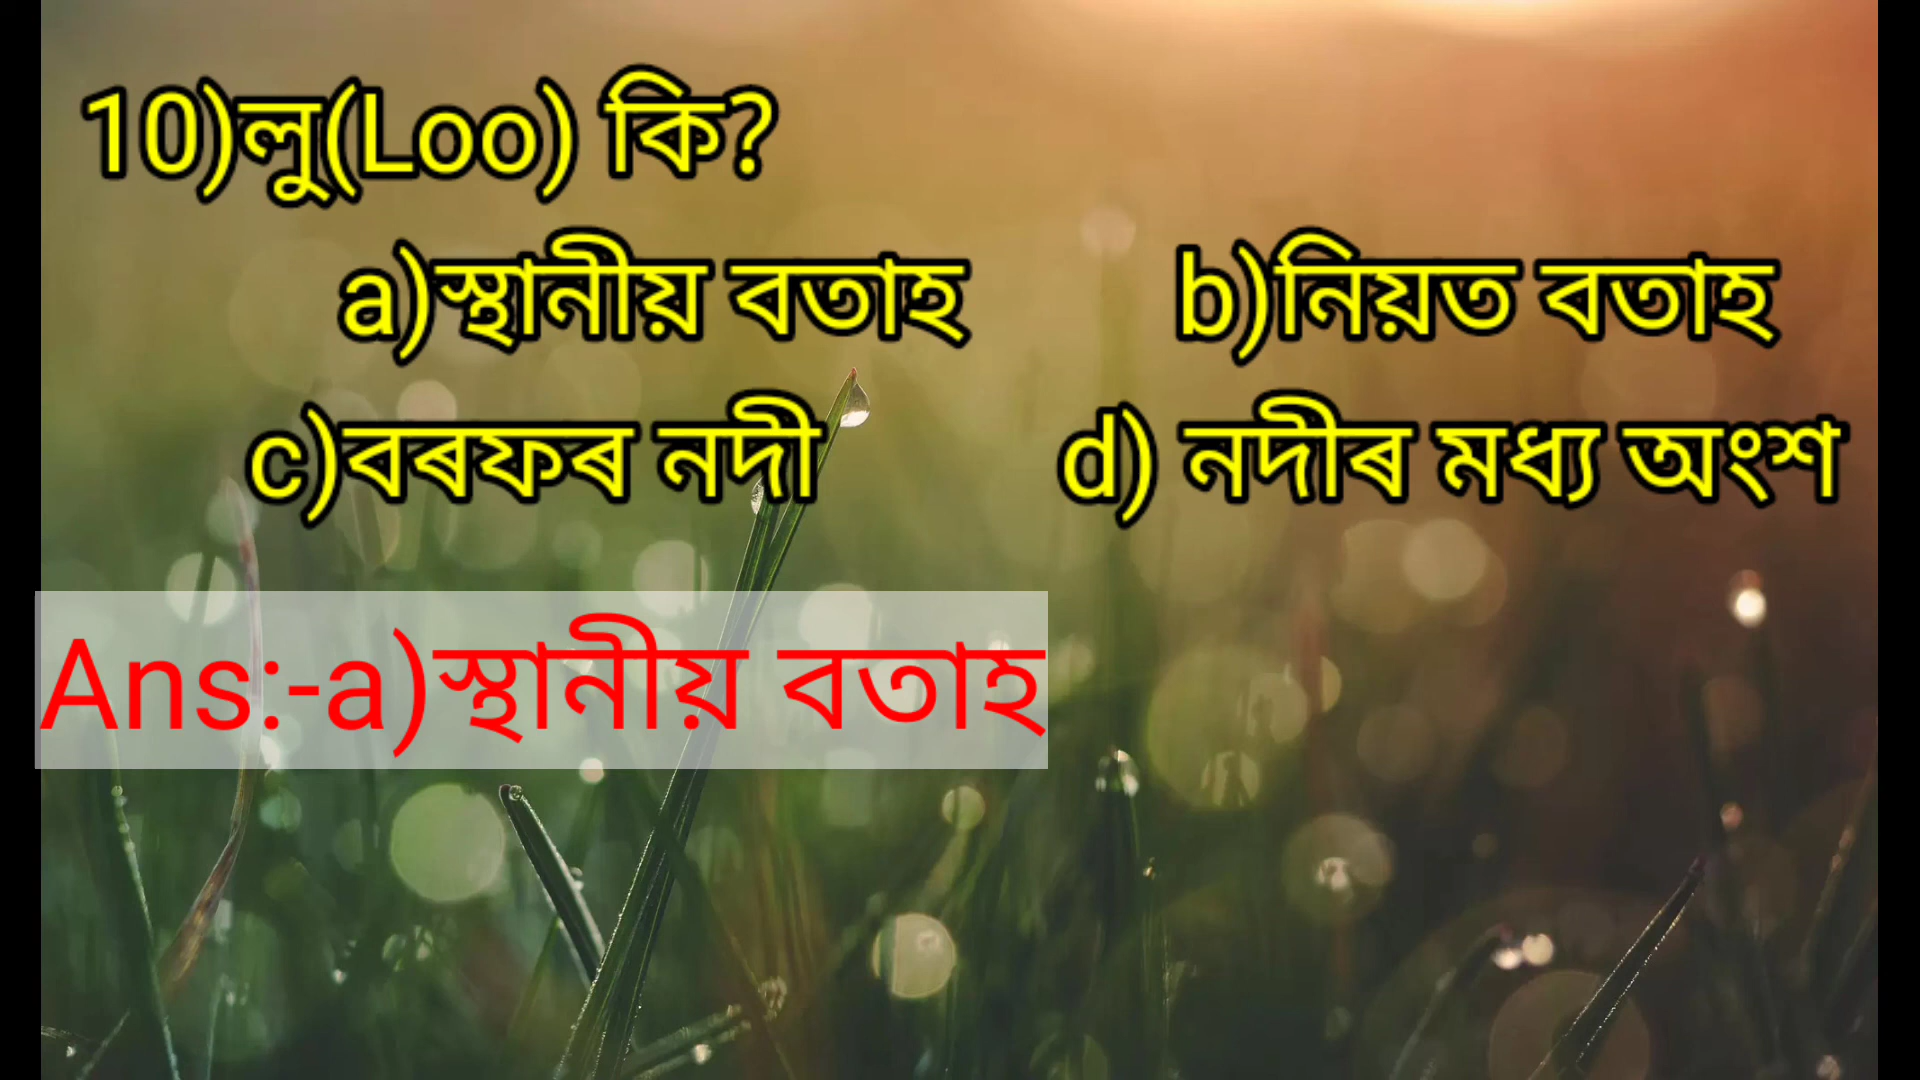 10)লু(Loo) কি?
a)স্থানীয় বতাহ b)নিয়ত বতাহ
c)বৰফৰ নদী d) নদীৰ মধ্য অংশ
Ans:-a)স্থানীয় বতাহ